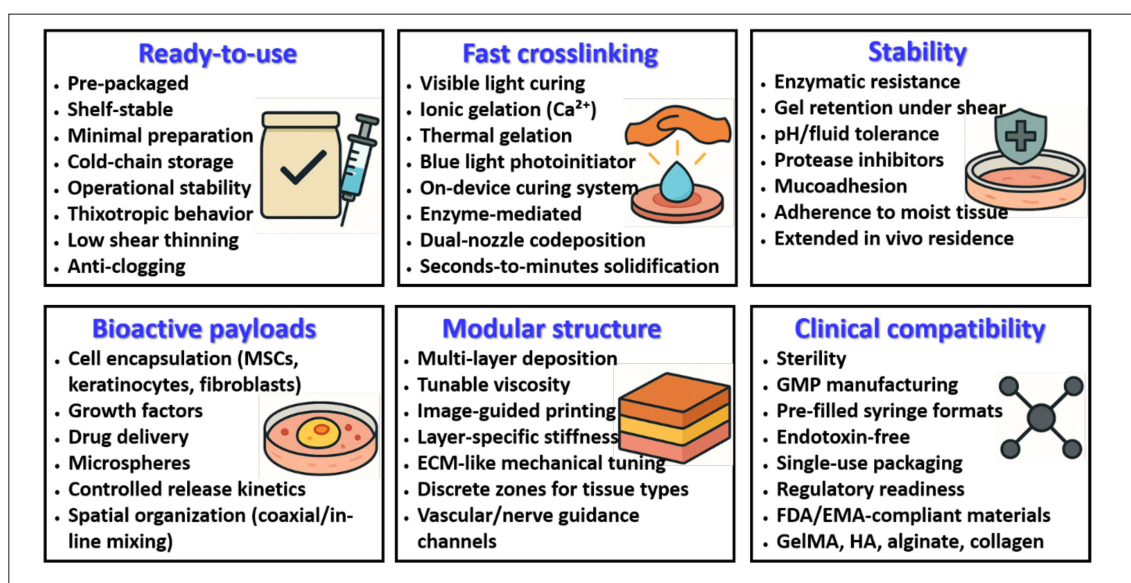 Ready-to-use
• Pre-packaged
• Shelf-stable
• Minimal preparation
• Cold-chain storage
• Operational stability
• Thixotropic behavior
• Low shear thinning
• Anti-clogging
Fast crosslinking
• Visible light curing
• Ionic gelation (Ca²⁺)
• Thermal gelation
• Blue light photoinitiator
• On-device curing system
• Enzyme-mediated
• Dual-nozzle codeposition
• Seconds-to-minutes solidification
Stability
• Enzymatic resistance
• Gel retention under shear
• pH/fluid tolerance
• Protease inhibitors
• Mucoadhesion
• Adherence to moist tissue
• Extended in vivo residence
Bioactive payloads
• Cell encapsulation (MSCs,
keratinocytes, fibroblasts)
• Growth factors
• Drug delivery
• Microspheres
• Controlled release kinetics
• Spatial organization (coaxial/in-
line mixing)
Modular structure
• Multi-layer deposition
• Tunable viscosity
• Image-guided printing
• Layer-specific stiffness
• ECM-like mechanical tuning
• Discrete zones for tissue types
• Vascular/nerve guidance
channels
Clinical compatibility
• Sterility
• GMP manufacturing
• Pre-filled syringe formats
• Endotoxin-free
• Single-use packaging
• Regulatory readiness
• FDA/EMA-compliant materials
• GelMA, HA, alginate, collagen